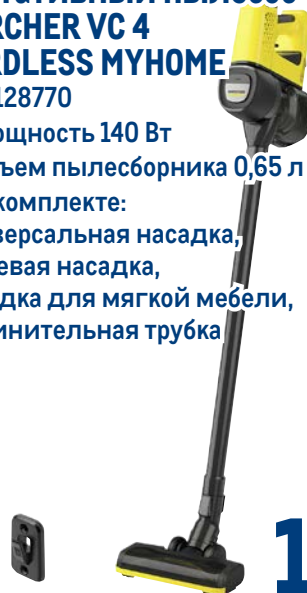 RCHER VC 4
RDLESS MYHOME
128770
ощность 140 Вт
ъем пылесборника 0,65 л
комплекте:
версальная насадка,
евая насадка,
дка для мягкой мебели,
инительная трубка
1